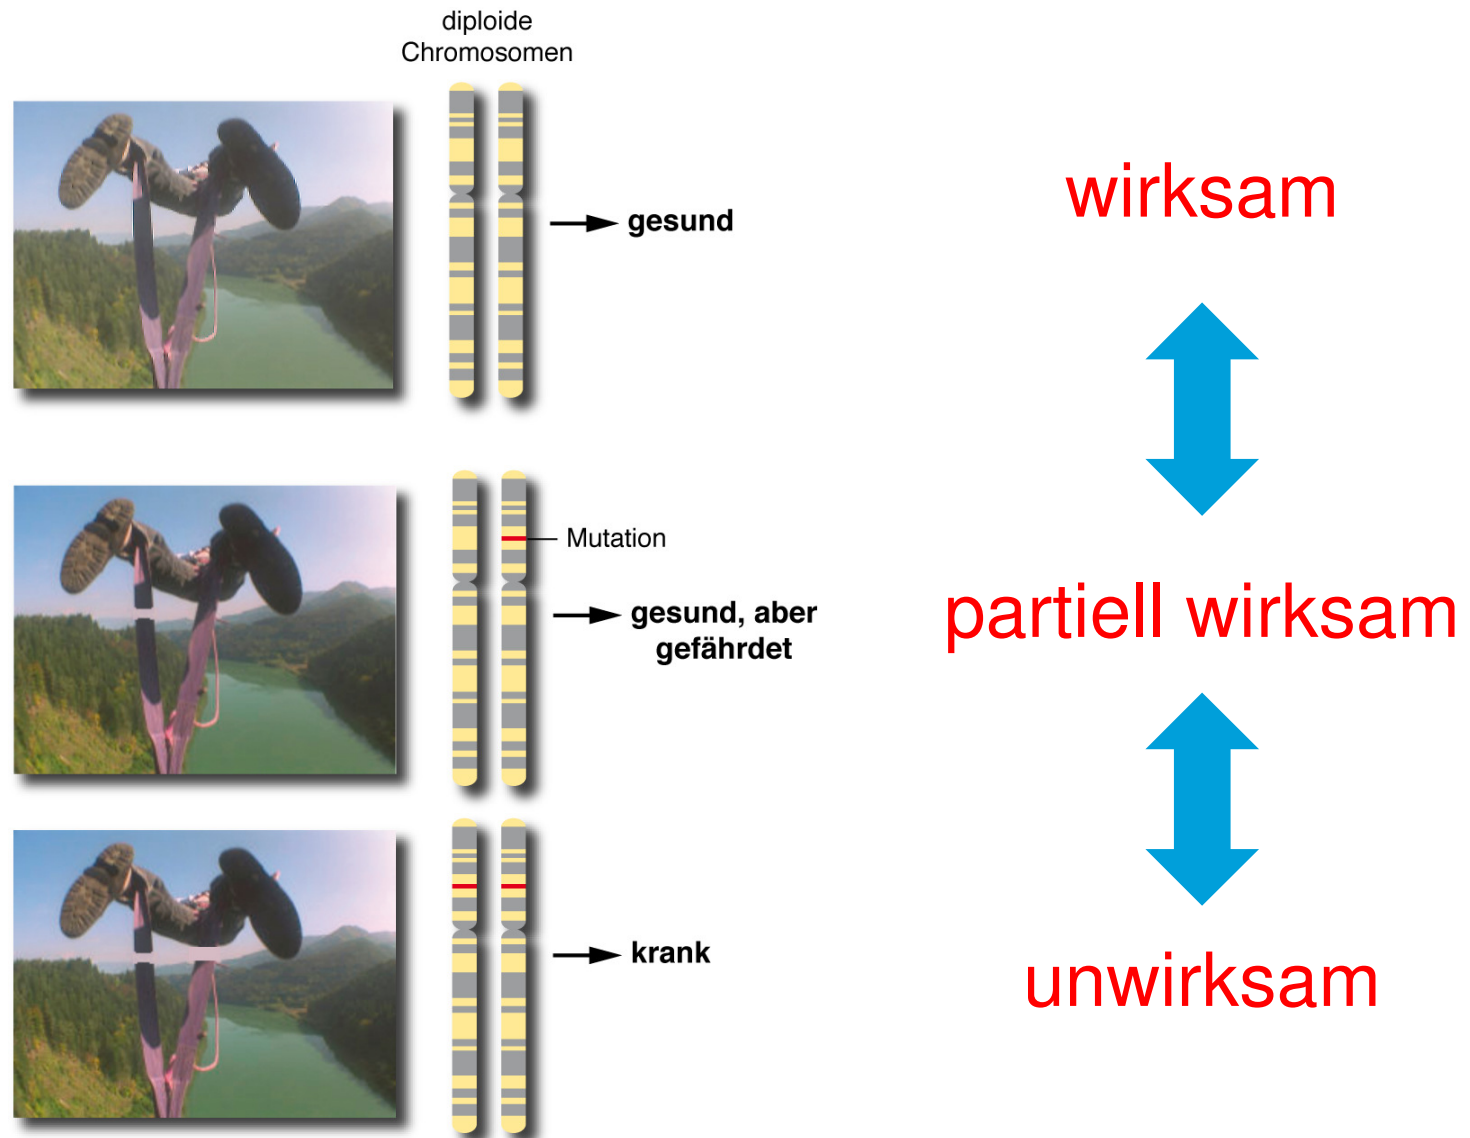 diploide
Chromosomen
gesund
wirksam
Mutation
gesund, aber
gefährdet
partiell wirksam
krank
unwirksam